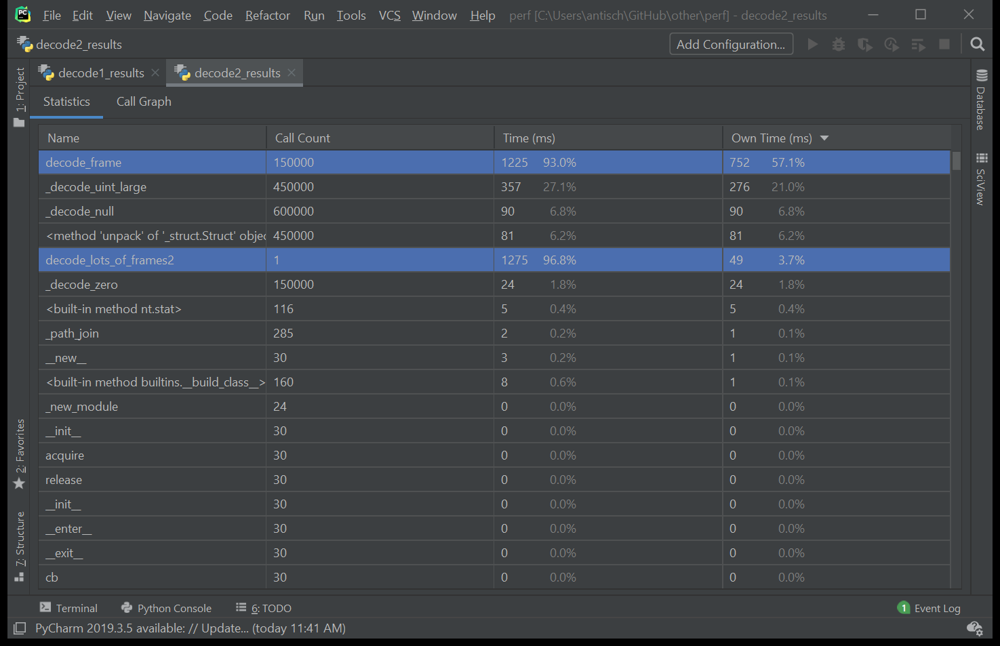 PC File Edit View Navigate Code Refactor Run Tools VCS Window Help perf [C:\Users\antisch\GitHub\other\perf] - decode2_results
decode2_results Add Configuration...
decode1_results decode2_results
Statistics Call Graph
Name Call Count Time (ms) Own Time (ms)
decode_frame 150000 1225 93.0% 752 57.1%
_decode_uint_large 450000 357 27.1% 276 21.0%
_decode_null 600000 90 6.8% 90 6.8%
<method 'unpack' of '_struct.Struct' objec 450000 81 6.2% 81 6.2%
decode_lots_of_frames2 1 1275 96.8% 49 3.7%
_decode_zero 150000 24 1.8% 24 1.8%
<built-in method nt.stat> 116 5 0.4% 5 0.4%
_path_join 285 2 0.2% 1 0.1%
__new__ 30 3 0.2% 1 0.1%
<built-in method builtins.__build_class__> 160 8 0.6% 1 0.1%
_new_module 24 0 0.0% 0 0.0%
__init__ 30 0 0.0% 0 0.0%
acquire 30 0 0.0% 0 0.0%
release 30 0 0.0% 0 0.0%
__init__ 30 0 0.0% 0 0.0%
__enter__ 30 0 0.0% 0 0.0%
__exit__ 30 0 0.0% 0 0.0%
cb 30 0 0.0% 0 0.0%
1: Project
2: Favorites
7: Structure
Database
SciView
Terminal Python Console 6: TODO 1 Event Log
PyCharm 2019.3.5 available: // Update... (today 11:41 AM)